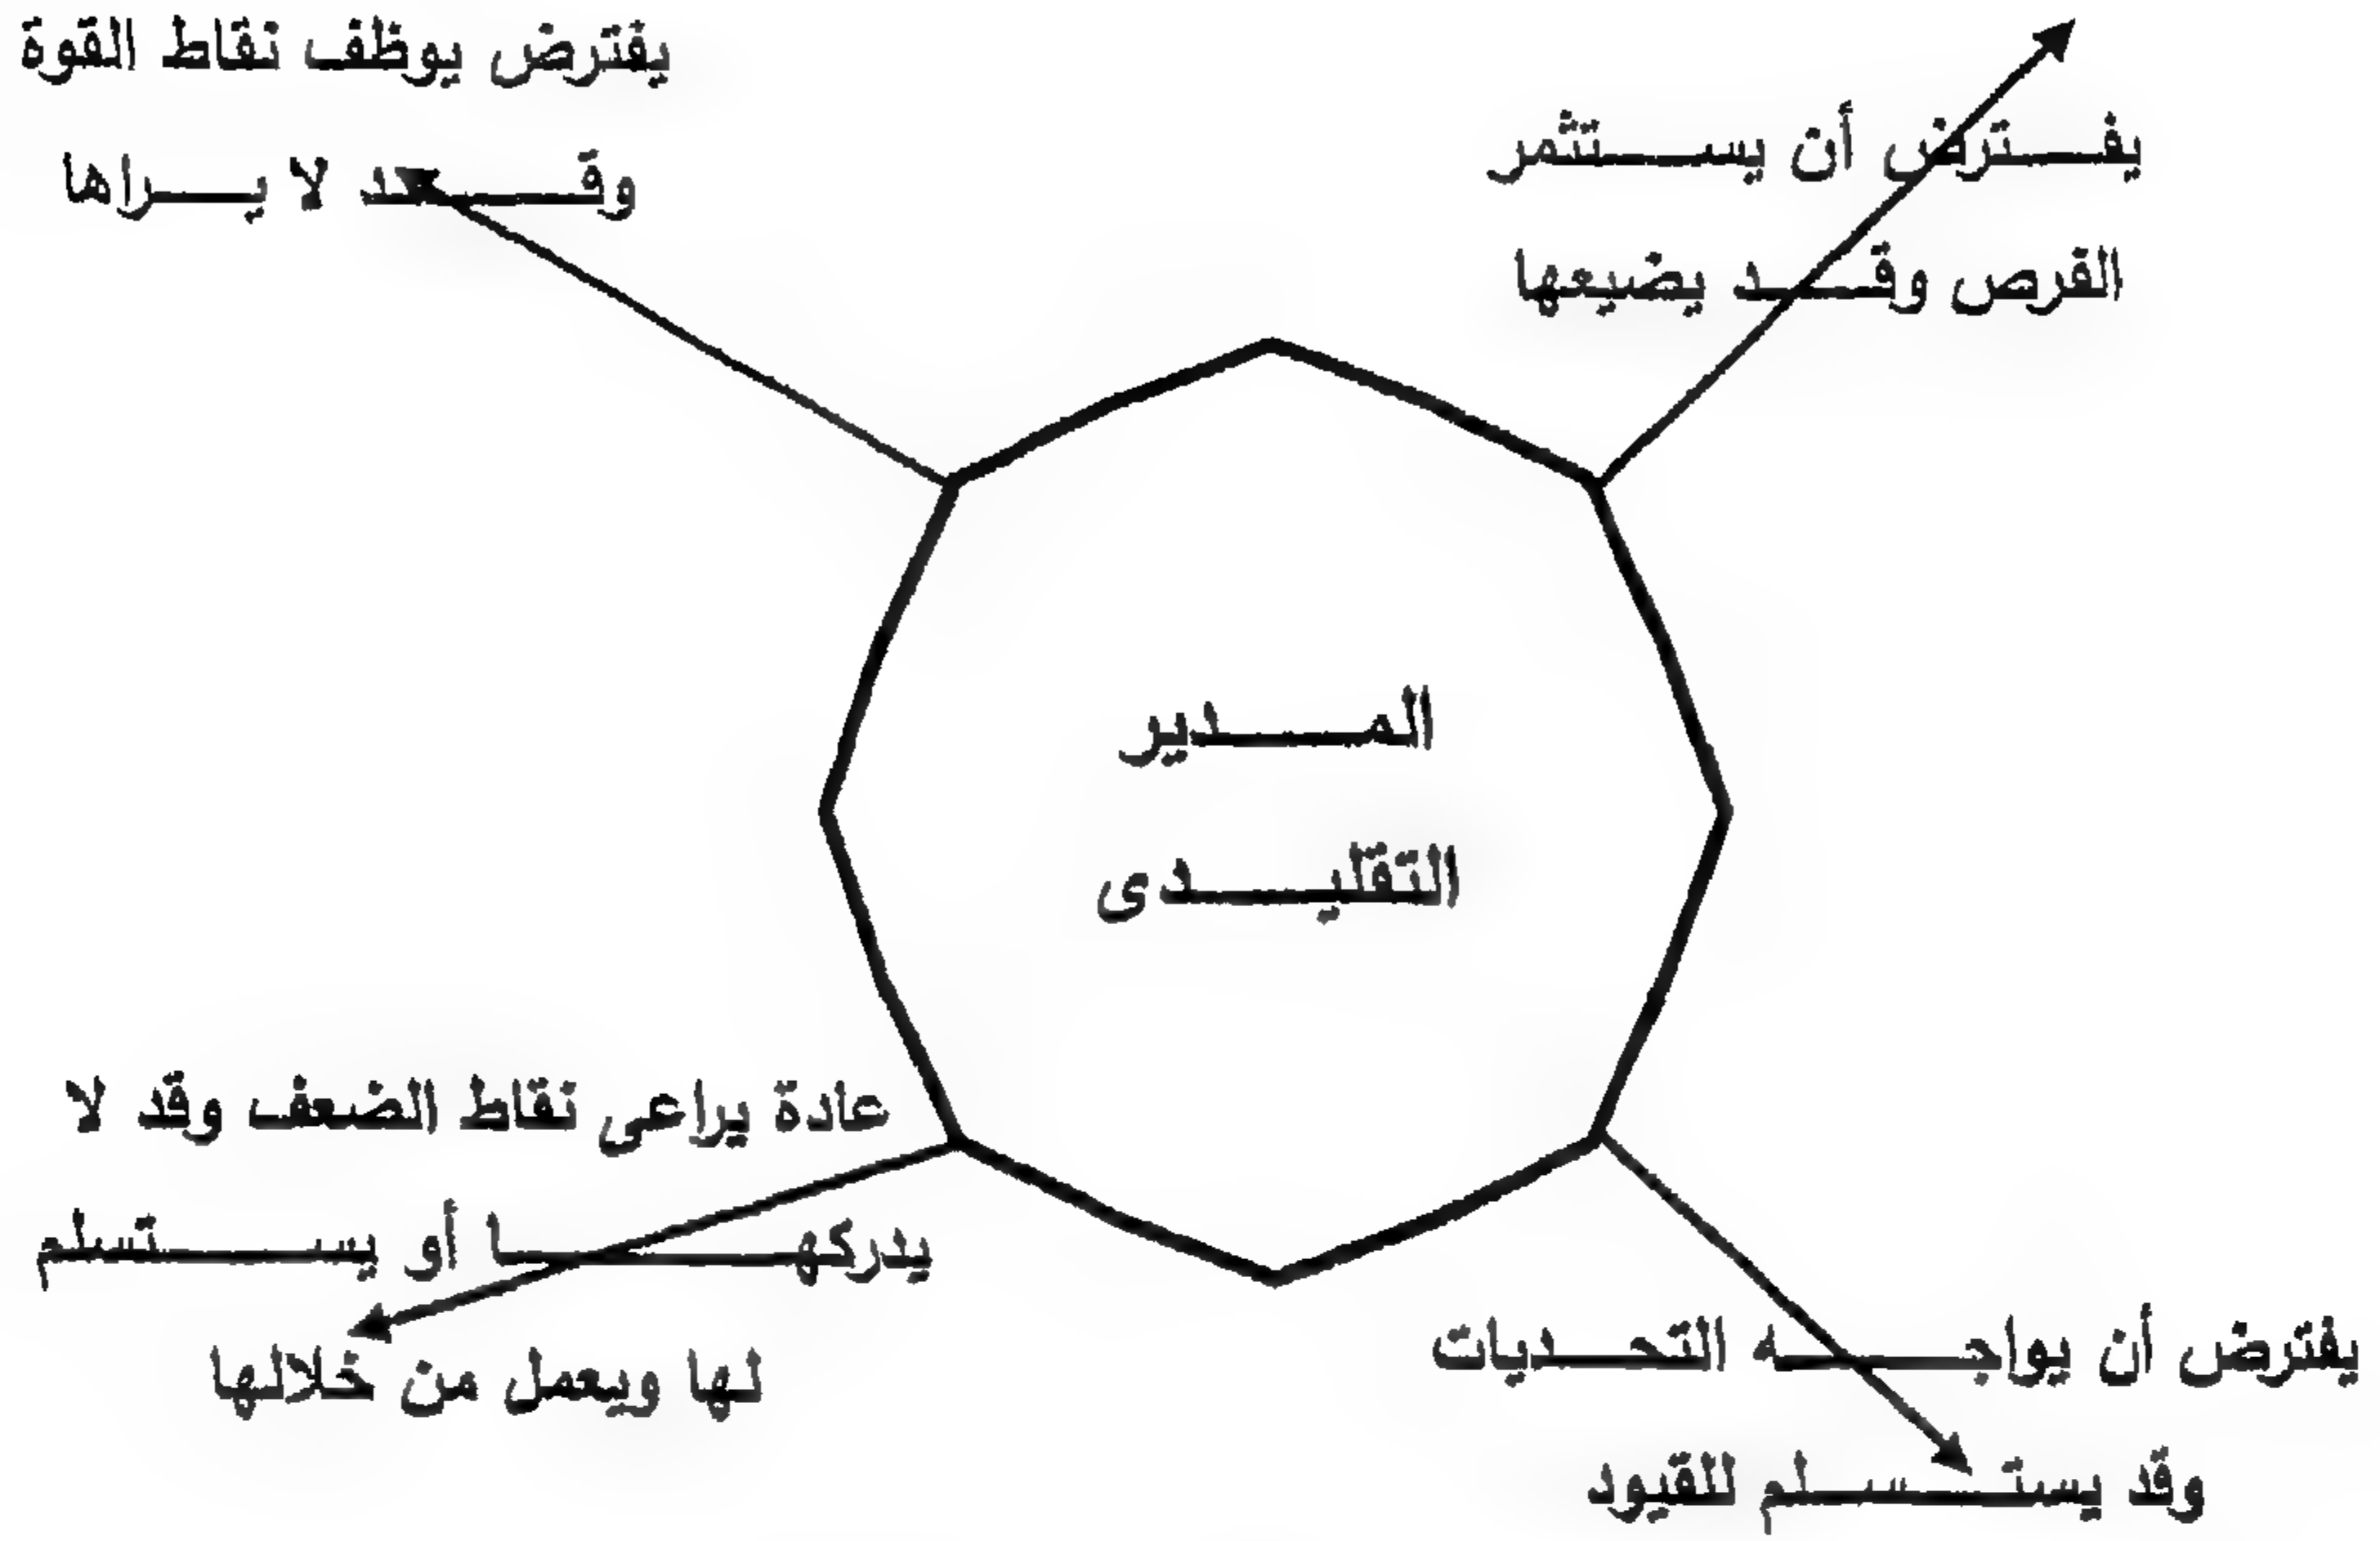 يفترض أن يستثمر
الفرص وقد يضيعها
يفترض يوظف نقاط القوة
وقد لا يراها
المدير
التقليدى
عادة يراعى نقاط الضعف وقد لا
يدركها أو يستسلم
لها ويعمل من خلالها
يفترض أن يواجه التحديات
وقد يستسلم للقيود